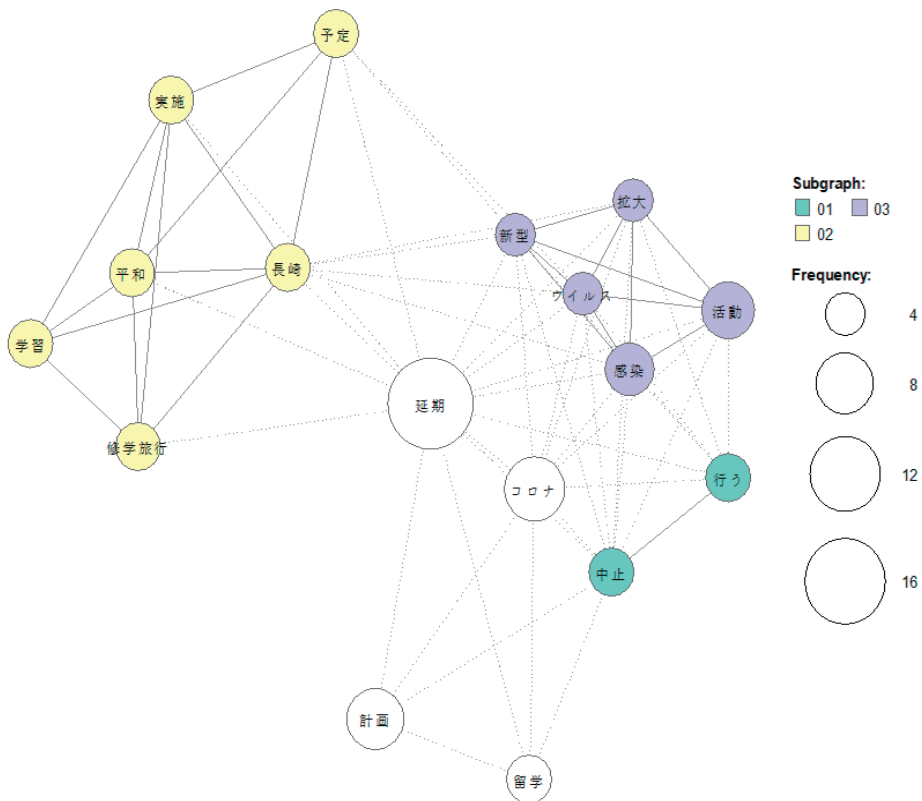 予定
実施
平和
長崎
学習
修学旅行
拡大
新型
ウイルス
活動
感染
延期
コロナ
行う
中止
計画
留学
Subgraph:
01 03
02
Frequency:
4
8
12
16